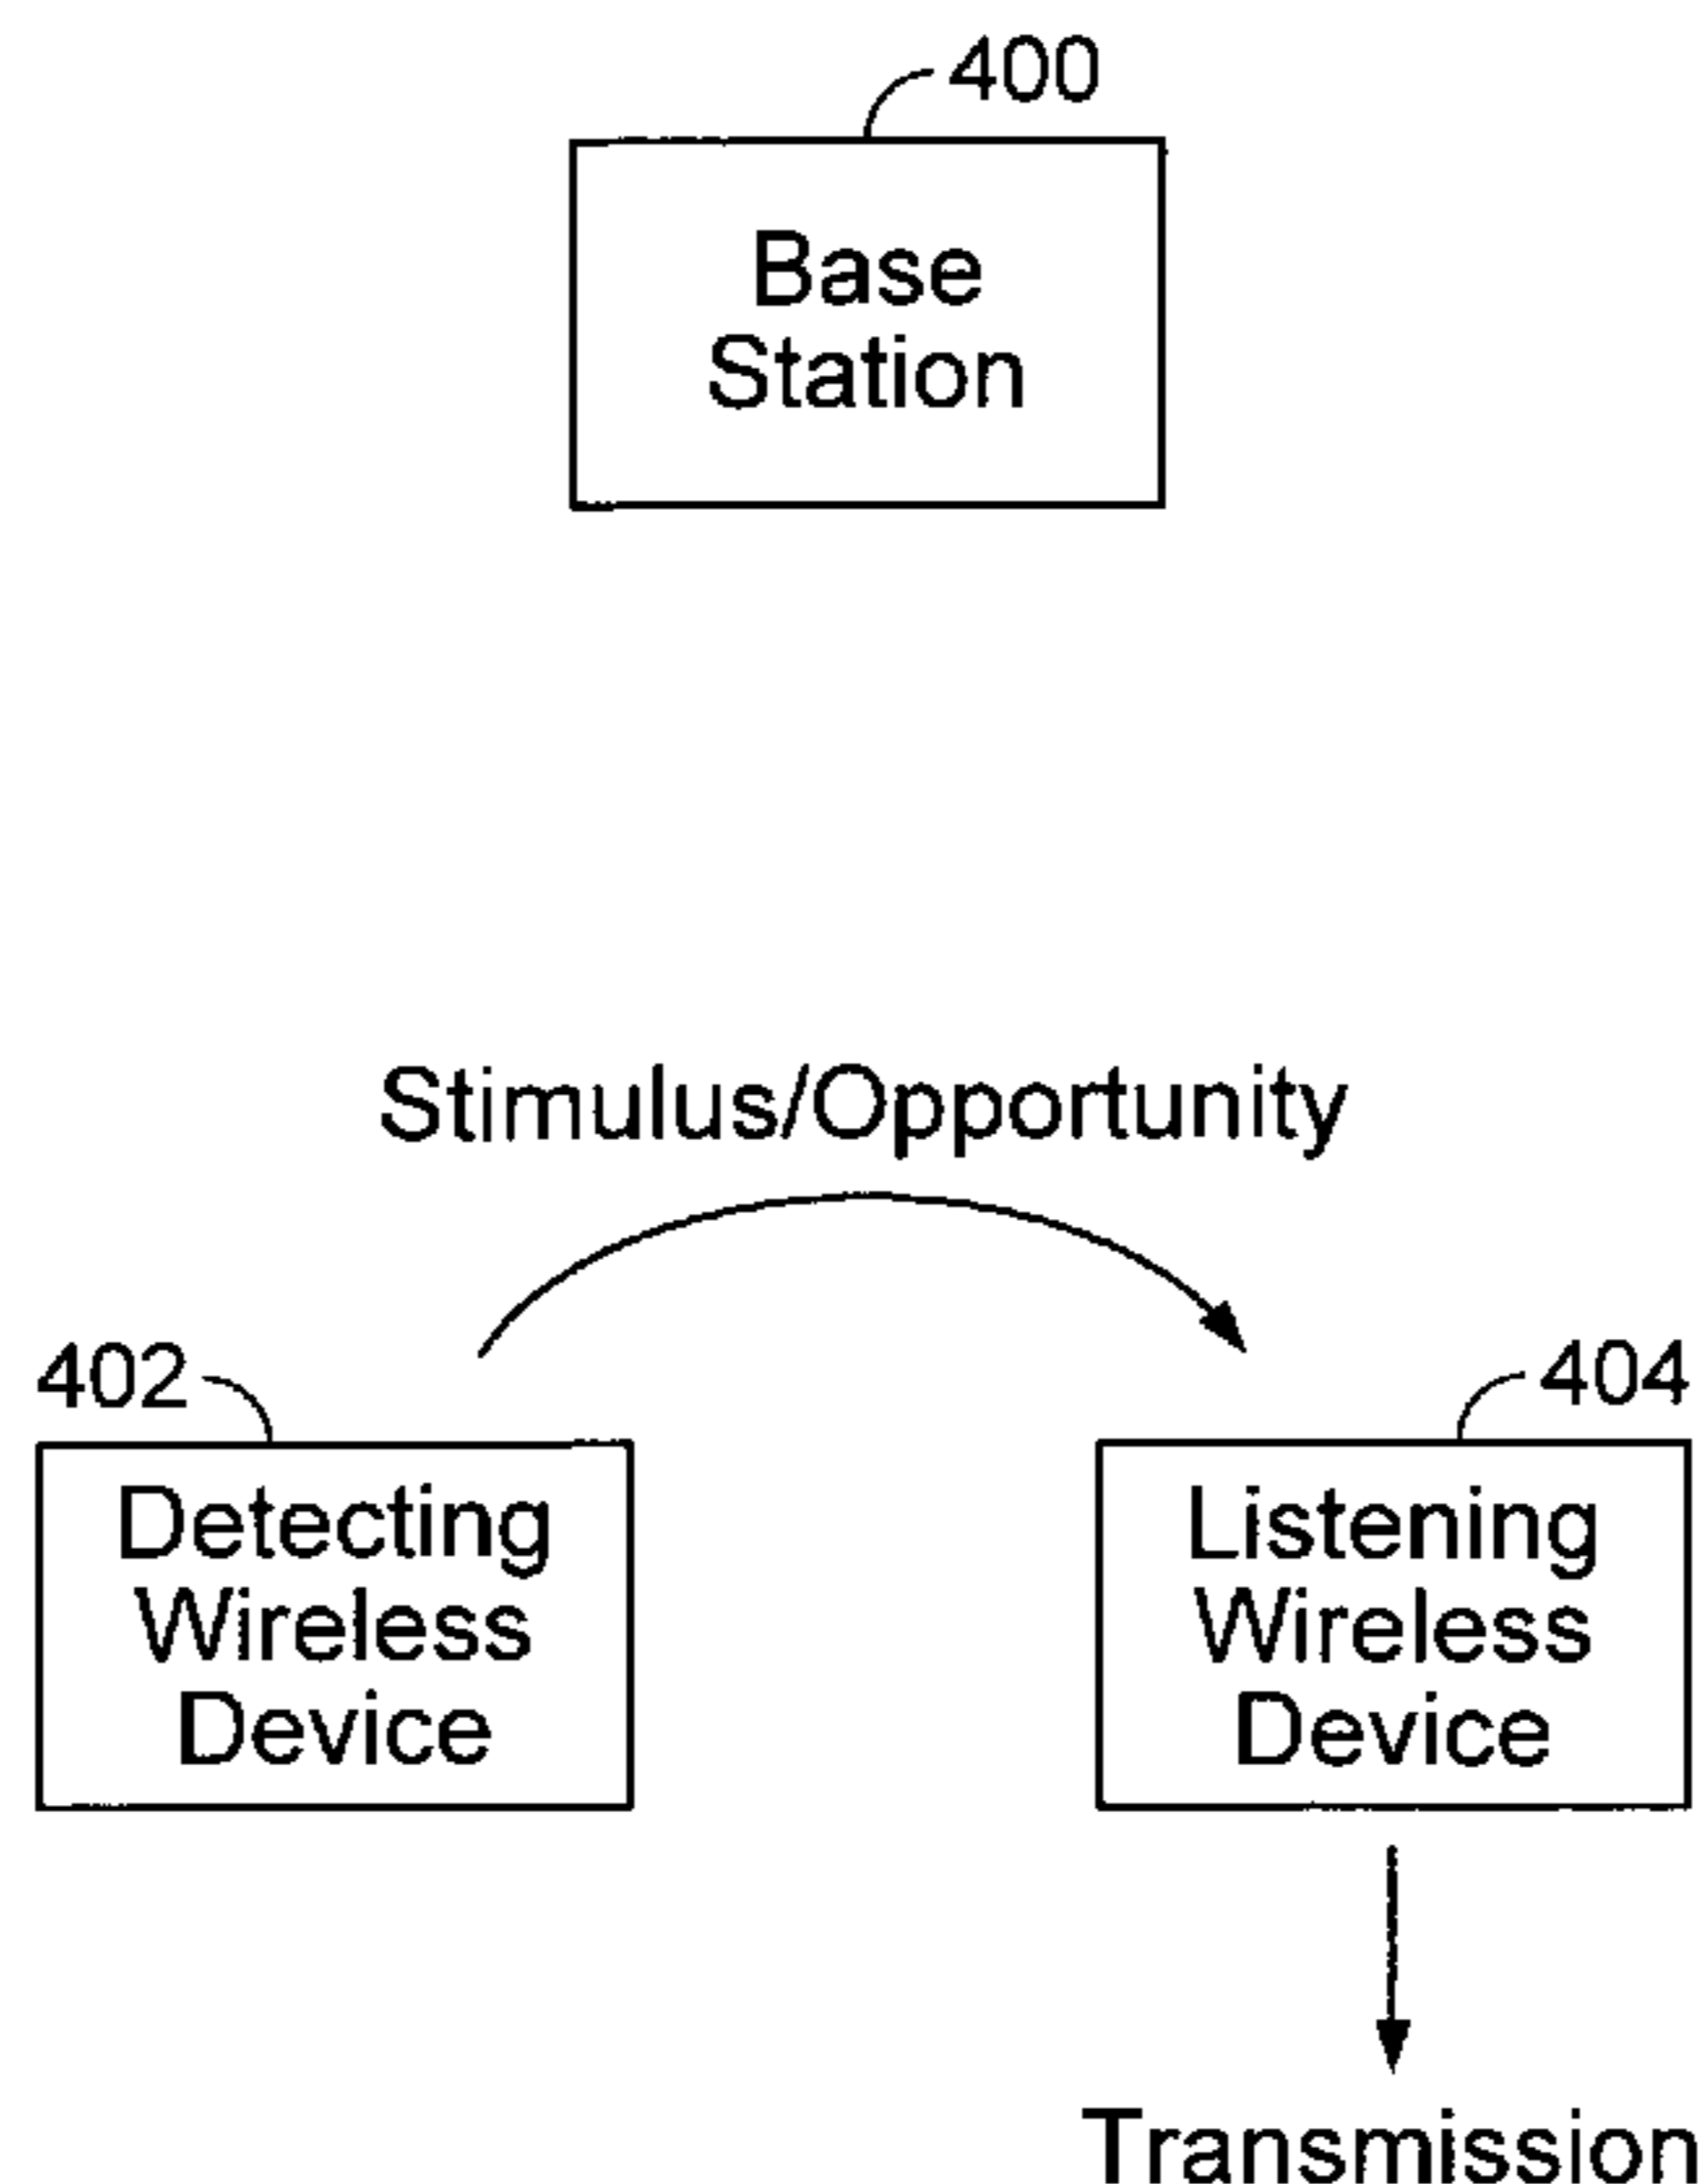 400
Base
Station
Stimulus/Opportunity
402
404
Detecting
Wireless
Device
Listening
Wireless
Device
Transmission